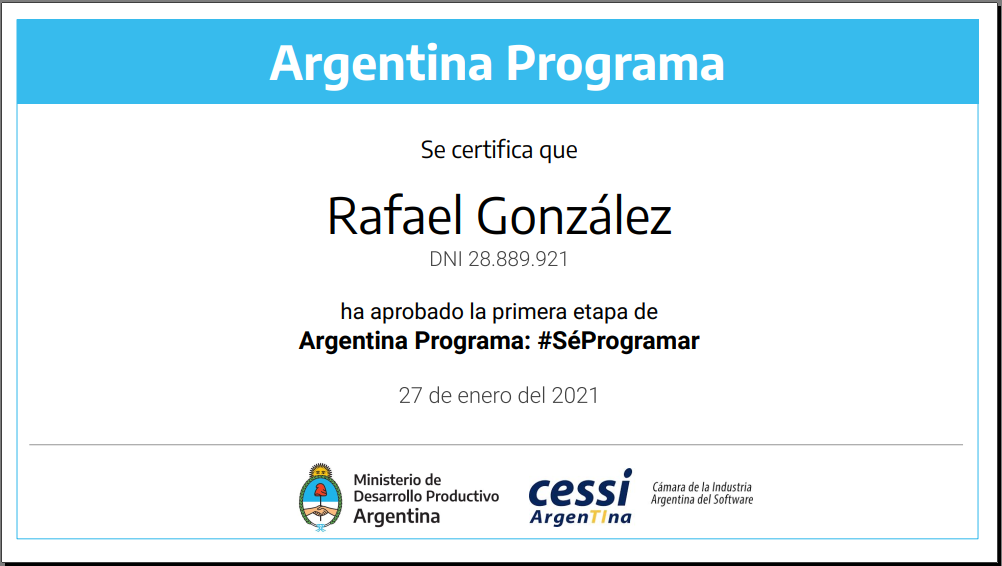 Argentina Programa
Se certifica que
Rafael González
DNI 28.889.921
ha aprobado la primera etapa de
Argentina Programa: #SéProgramar
27 de enero del 2021
Ministerio de
Desarrollo Productivo
Argentina
cessi
ArgenTIna
Cámara de la Industria
Argentina del Software